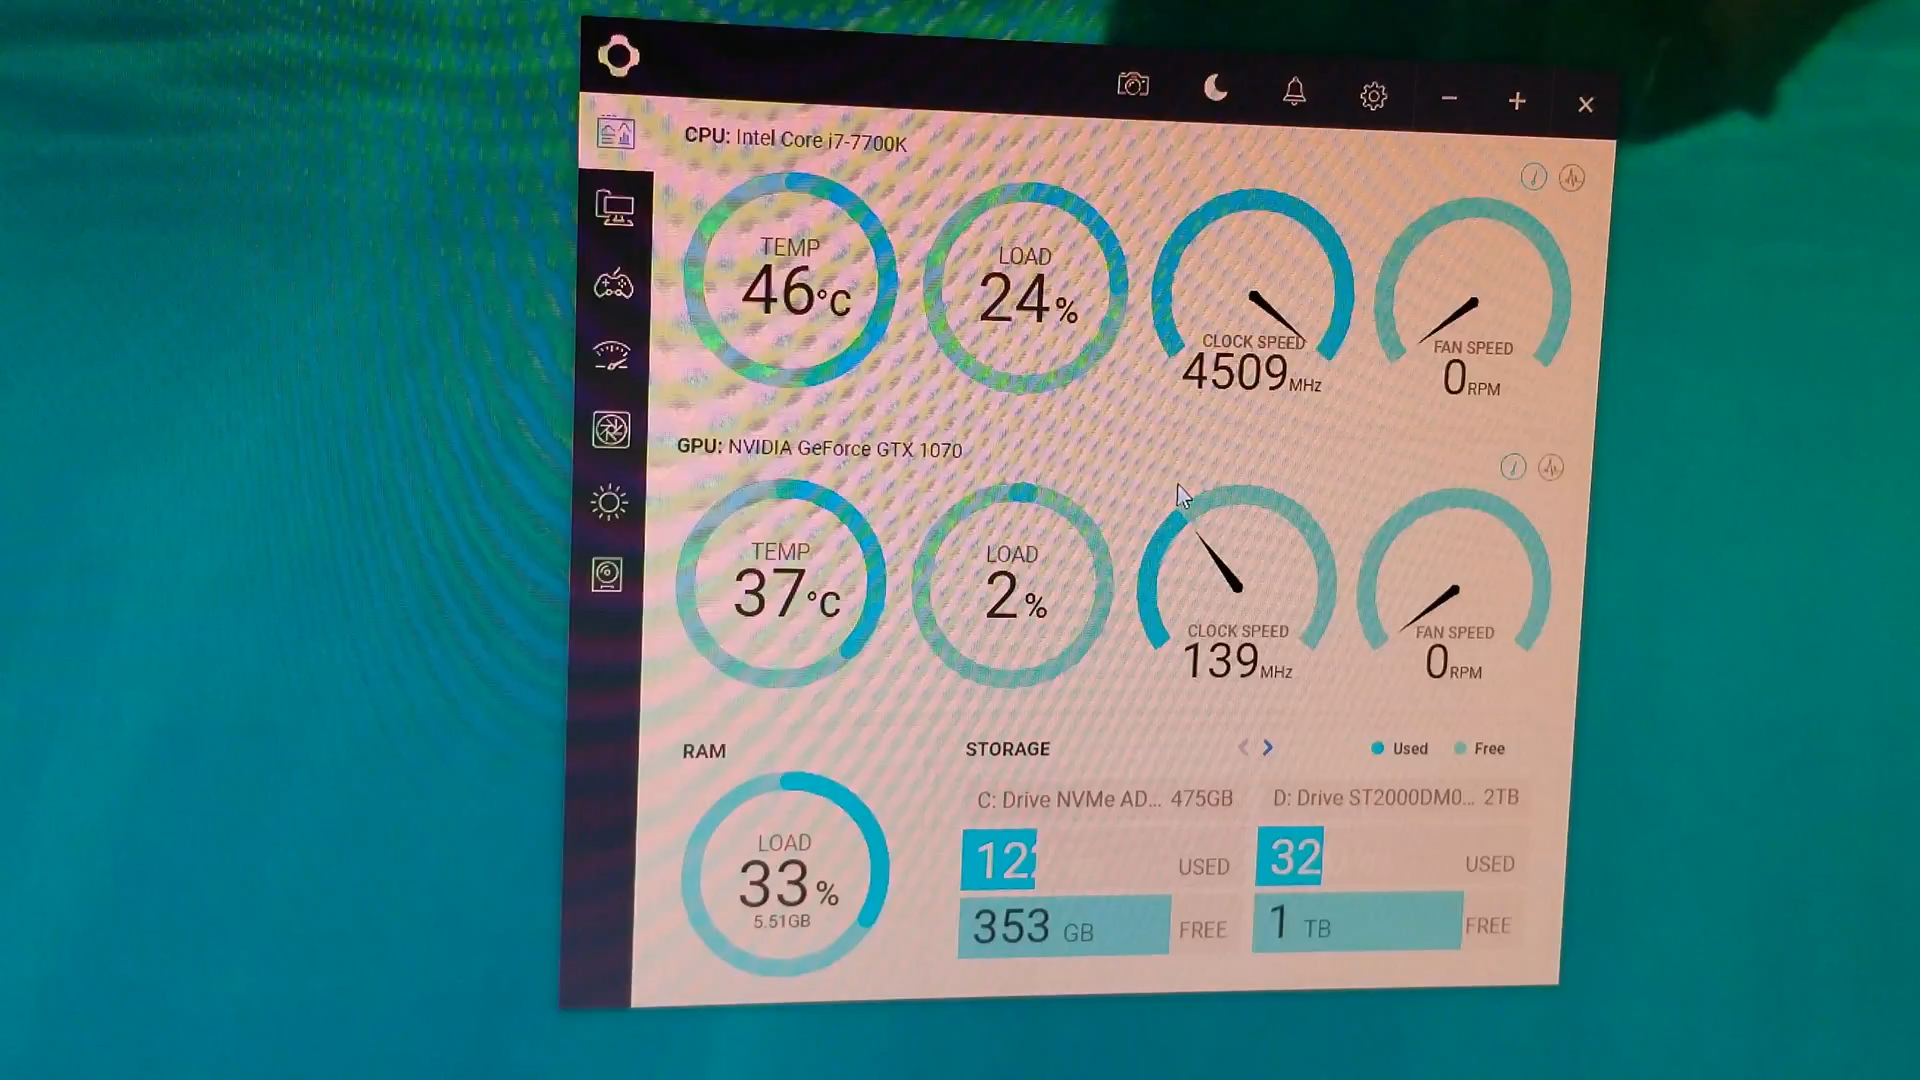 CPU: Intel Core i7-7700K
TEMP
46°C
LOAD
24%
CLOCK SPEED
4509MHz
FAN SPEED
0RPM
GPU: NVIDIA GeForce GTX 1070
TEMP
37°C
LOAD
2%
CLOCK SPEED
139MHz
FAN SPEED
0RPM
RAM
LOAD
33%
5.51GB
STORAGE
Used
Free
C: Drive NVMe AD... 475GB
D: Drive ST2000DM0... 2TB
USED
32
USED
353 GB
FREE
1 TB
FREE